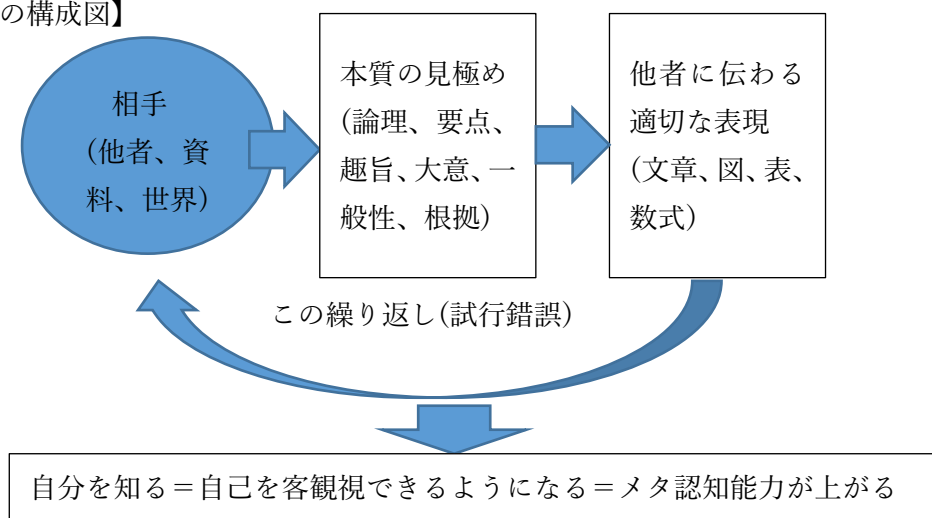 の構成図】
相手
(他者、資
料、世界)
本質の見極め
(論理、要点、
趣旨、大意、一
般性、根拠)
他者に伝わる
適切な表現
(文章、図、表、
数式)
この繰り返し(試行錯誤)
自分を知る＝自己を客観視できるようになる＝メタ認知能力が上がる